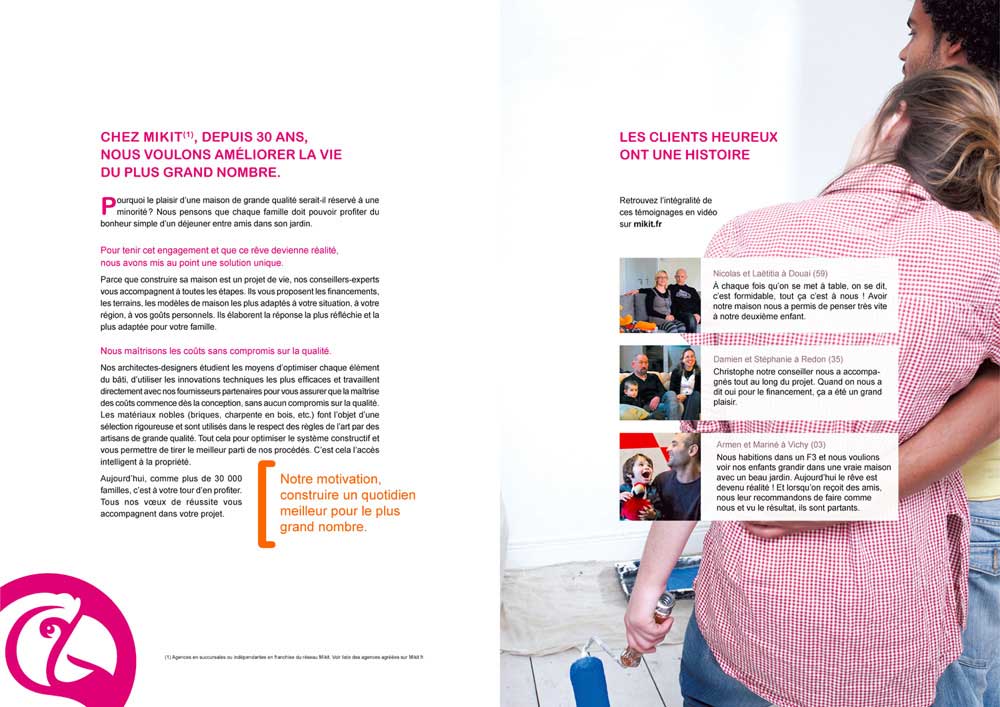 CHEZ MIKIT(1), DEPUIS 30 ANS,
NOUS VOULONS AMÉLIORER LA VIE
DU PLUS GRAND NOMBRE.
Pourquoi le plaisir d'une maison de grande qualité serait-il réservé à une
minorité ? Nous pensons que chaque famille doit pouvoir profiter du
bonheur simple d'un déjeuner entre amis dans son jardin.
Pour tenir cet engagement et que ce rêve devienne réalité,
nous avons mis au point une solution unique.
Parce que construire sa maison est un projet de vie, nos conseillers-experts
vous accompagnent à toutes les étapes. Ils vous proposent les financements,
les terrains, les modèles de maison les plus adaptés à votre situation, à votre
région, à vos goûts personnels. Ils élaborent la réponse la plus réfléchie et la
plus adaptée pour votre famille.
Nous maîtrisons les coûts sans compromis sur la qualité.
Nos architectes-designers étudient les moyens d'optimiser chaque élément
du bâti, d'utiliser les innovations techniques les plus efficaces et travaillent
directement avec nos fournisseurs partenaires pour vous assurer que la maîtrise
des coûts commence dès la conception, sans aucun compromis sur la qualité.
Les matériaux nobles (briques, charpente en bois, etc.) font l'objet d'une
sélection rigoureuse et sont utilisés dans le respect des règles de l'art par des
artisans de grande qualité. Tout cela pour optimiser le système constructif et
vous permettre de tirer le meilleur parti de nos procédés. C'est cela l'accès
intelligent à la propriété.
Aujourd'hui, comme plus de 30 000
familles, c'est à votre tour d'en profiter.
Tous nos vœux de réussite vous
accompagnent dans votre projet.
Notre motivation,
construire un quotidien
meilleur pour le plus
grand nombre.
(1) Agences en succursales ou indépendantes en franchise du réseau Mikit. Voir liste des agences agréées sur Mikit.fr
LES CLIENTS HEUREUX
ONT UNE HISTOIRE
Retrouvez l'intégralité de
ces témoignages en vidéo
sur mikit.fr
Nicolas et Laëtitia à Douai (59)
À chaque fois qu'on se met à table, on se dit,
c'est formidable, tout ça c'est à nous ! Avoir
notre maison nous a permis de penser très vite
à notre deuxième enfant.
Damien et Stéphanie à Redon (35)
Christophe notre conseiller nous a accompa-
gnés tout au long du projet. Quand on nous a
dit oui pour le financement, ça a été un grand
plaisir.
Armen et Mariné à Vichy (03)
Nous habitions dans un F3 et nous voulions
voir nos enfants grandir dans une vraie maison
avec un beau jardin. Aujourd'hui le rêve est
devenu réalité ! Et lorsqu'on reçoit des amis,
nous leur recommandons de faire comme
nous et vu le résultat, ils sont partants.